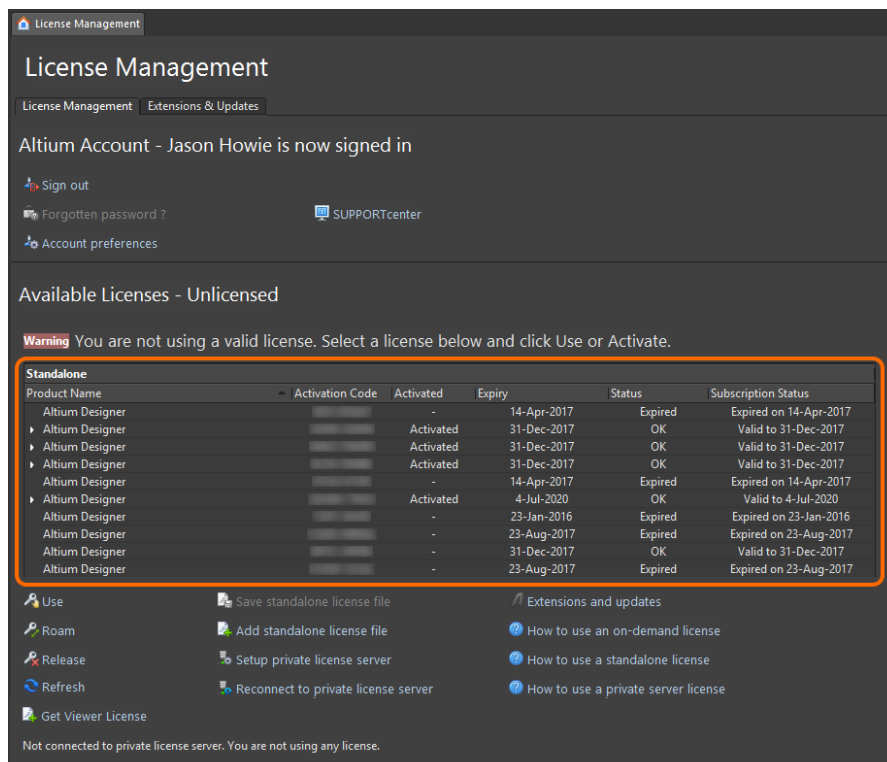 License Management
License Management
License Management Extensions & Updates
Altium Account - Jason Howie is now signed in
Sign out
Forgotten password ? SUPPORTcenter
Account preferences
Available Licenses - Unlicensed
Warning You are not using a valid license. Select a license below and click Use or Activate.
Standalone
Product Name Activation Code Activated Expiry Status Subscription Status
Altium Designer - 14-Apr-2017 Expired Expired on 14-Apr-2017
Altium Designer Activated 31-Dec-2017 OK Valid to 31-Dec-2017
Altium Designer Activated 31-Dec-2017 OK Valid to 31-Dec-2017
Altium Designer Activated 31-Dec-2017 OK Valid to 31-Dec-2017
Altium Designer - 14-Apr-2017 Expired Expired on 14-Apr-2017
Altium Designer Activated 4-Jul-2020 OK Valid to 4-Jul-2020
Altium Designer - 23-Jan-2016 Expired Expired on 23-Jan-2016
Altium Designer - 23-Aug-2017 Expired Expired on 23-Aug-2017
Altium Designer - 31-Dec-2017 OK Valid to 31-Dec-2017
Altium Designer - 23-Aug-2017 Expired Expired on 23-Aug-2017
Use Save standalone license file Extensions and updates
Roam Add standalone license file How to use an on-demand license
Release Setup private license server How to use a standalone license
Refresh Reconnect to private license server How to use a private server license
Get Viewer License
Not connected to private license server. You are not using any license.